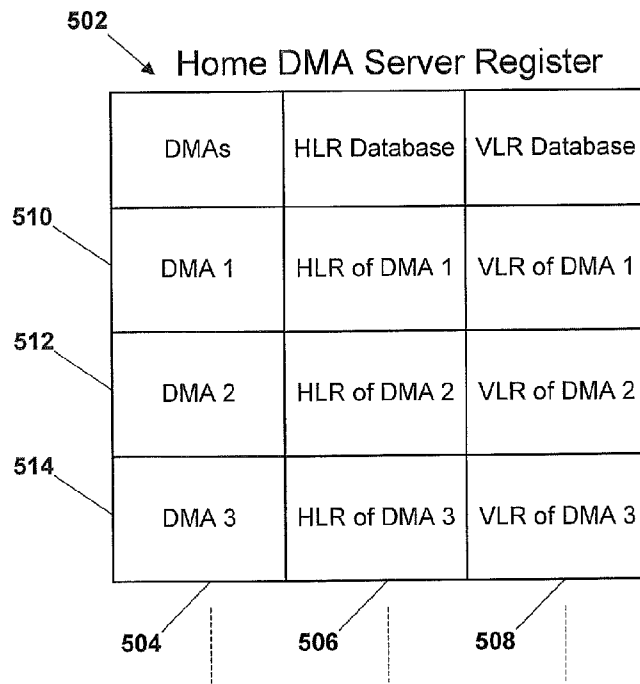 502
Home DMA Server Register
DMAs HLR Database VLR Database
510
DMA 1 HLR of DMA 1 VLR of DMA 1
512
DMA 2 HLR of DMA 2 VLR of DMA 2
514
DMA 3 HLR of DMA 3 VLR of DMA 3
504 506 508